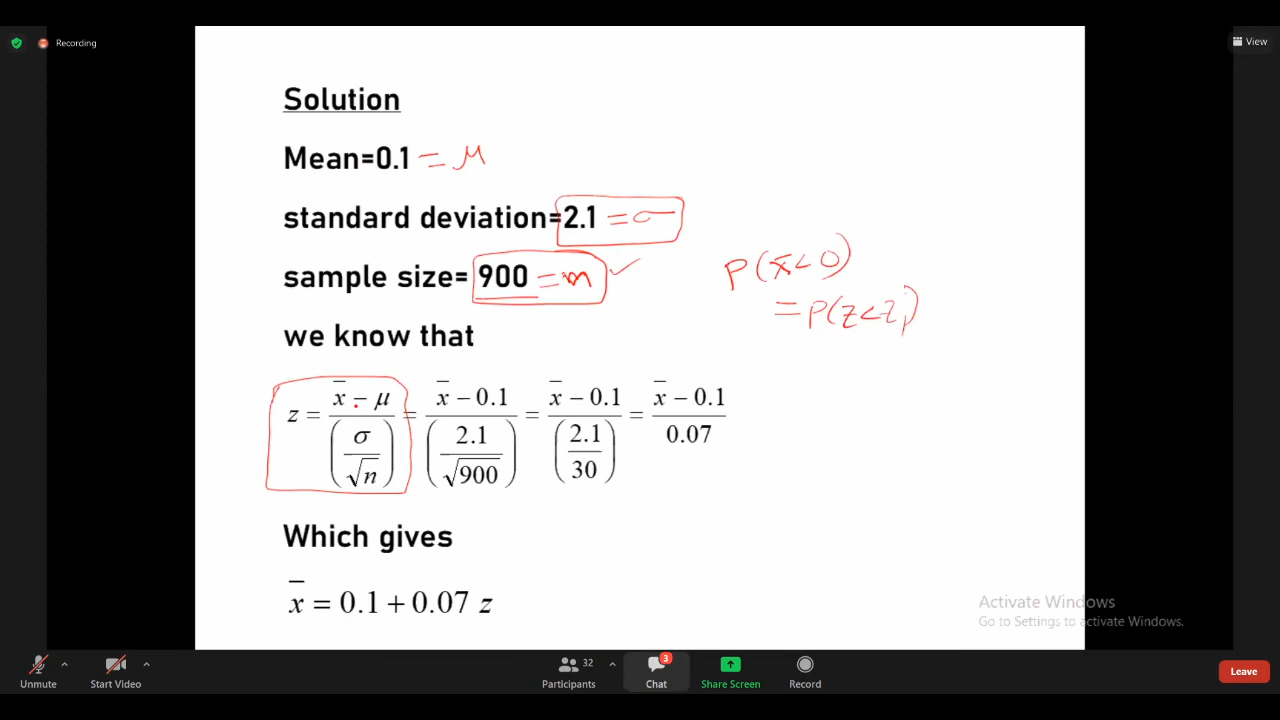 Recording
View
Solution
Mean=0.1 = μ
standard deviation=2.1 = σ
sample size= 900 = n ✓
P(x̄<0)
= P(z<z₁)
we know that
z = (x̄ − μ)/(σ/√n) = (x̄ − 0.1)/(2.1/√900) = (x̄ − 0.1)/(2.1/30) = (x̄ − 0.1)/0.07
Which gives
x̄ = 0.1 + 0.07 z
Activate Windows
Go to Settings to activate Windows.
Unmute
Start Video
32
Participants
3
Chat
Share Screen
Record
Leave